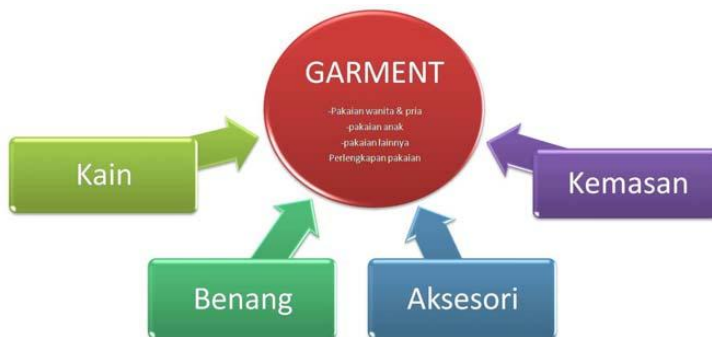 GARMENT
-Pakaian wanita & pria
-pakaian anak
-pakaian lainnya
Perlengkapan pakaian
Kain
Kemasan
Benang
Aksesori